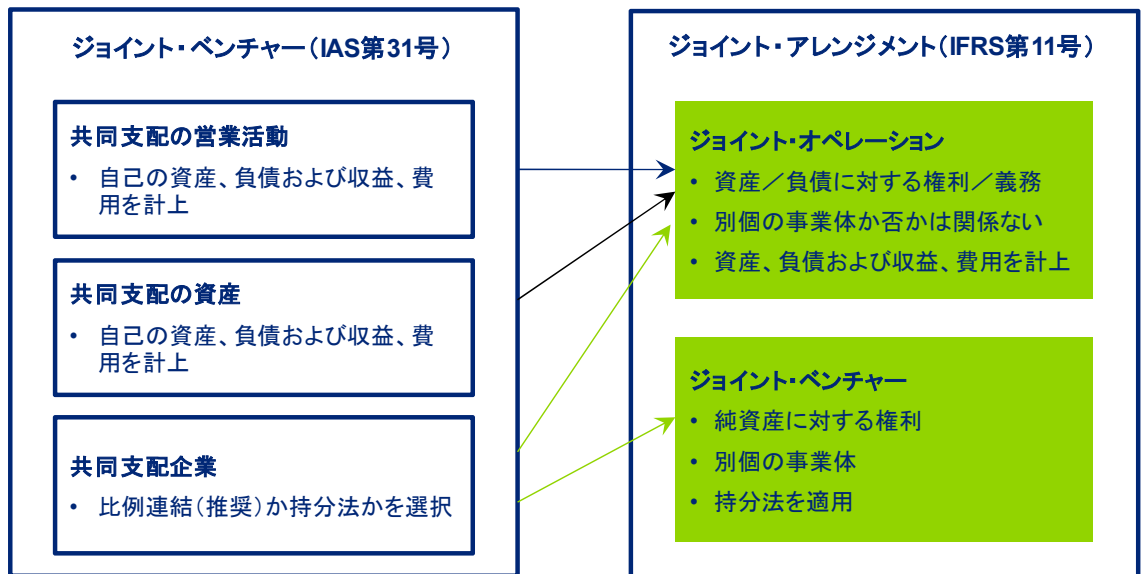 ジョイント・ベンチャー(IAS第31号)
共同支配の営業活動
• 自己の資産、負債および収益、費
用を計上
共同支配の資産
• 自己の資産、負債および収益、費
用を計上
共同支配企業
• 比例連結(推奨)か持分法かを選択
ジョイント・アレンジメント(IFRS第11号)
ジョイント・オペレーション
• 資産/負債に対する権利/義務
• 別個の事業体か否かは関係ない
• 資産、負債および収益、費用を計上
ジョイント・ベンチャー
• 純資産に対する権利
• 別個の事業体
• 持分法を適用